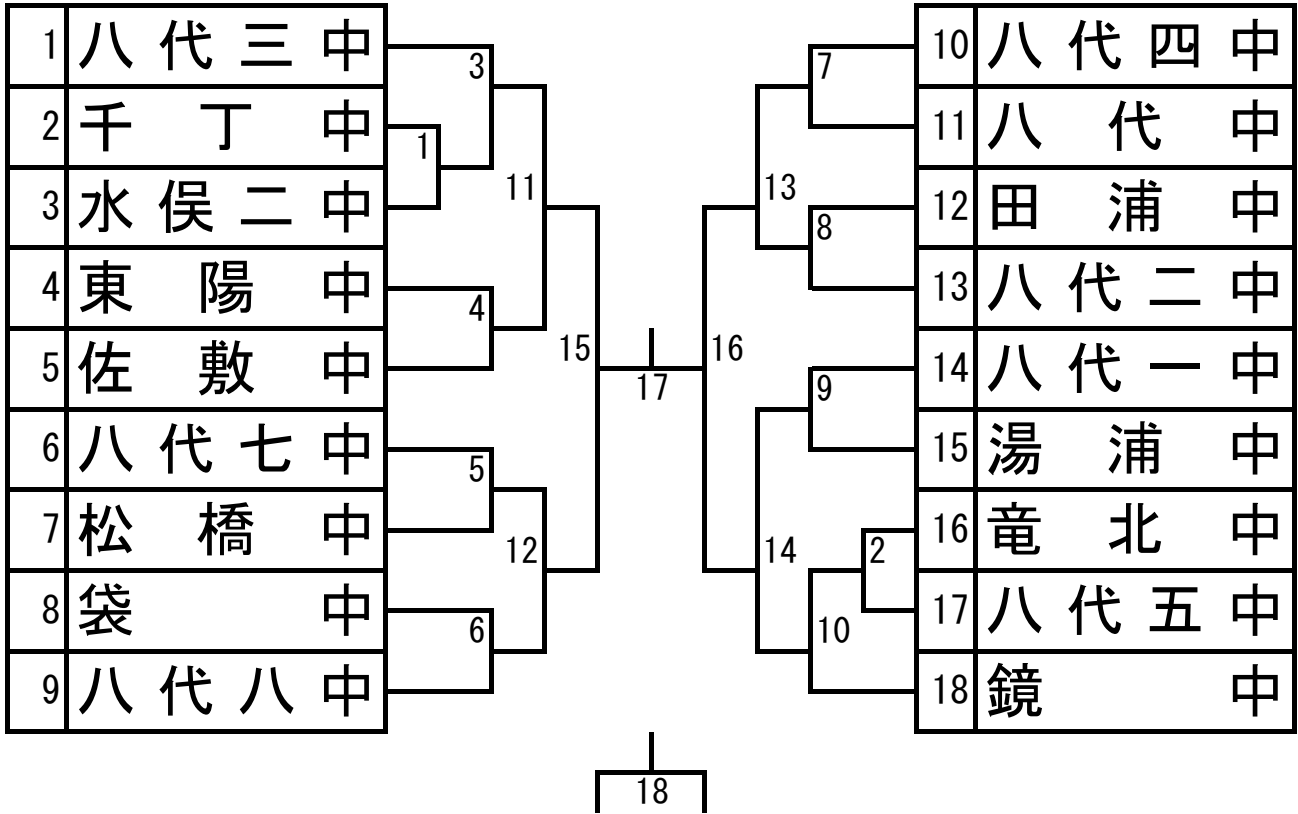 1 八代三中
2 千丁中
3 水俣二中
4 東陽中
5 佐敷中
6 八代七中
7 松橋中
8 袋中
9 八代八中
3
1
11
4
15
5
12
6
17
16
7
13
8
9
14
2
10
10 八代四中
11 八代中
12 田浦中
13 八代二中
14 八代一中
15 湯浦中
16 竜北中
17 八代五中
18 鏡中
18